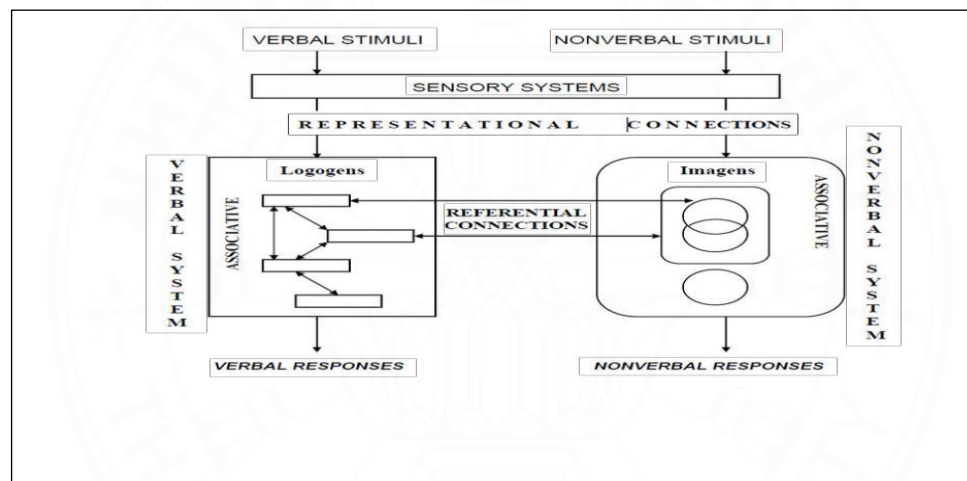 VERBAL STIMULI
NONVERBAL STIMULI
SENSORY SYSTEMS
REPRESENTATIONAL CONNECTIONS
VERBAL SYSTEM
Logogens
ASSOCIATIVE
REFERENTIAL
CONNECTIONS
Imagens
ASSOCIATIVE
NONVERBAL SYSTEM
VERBAL RESPONSES
NONVERBAL RESPONSES